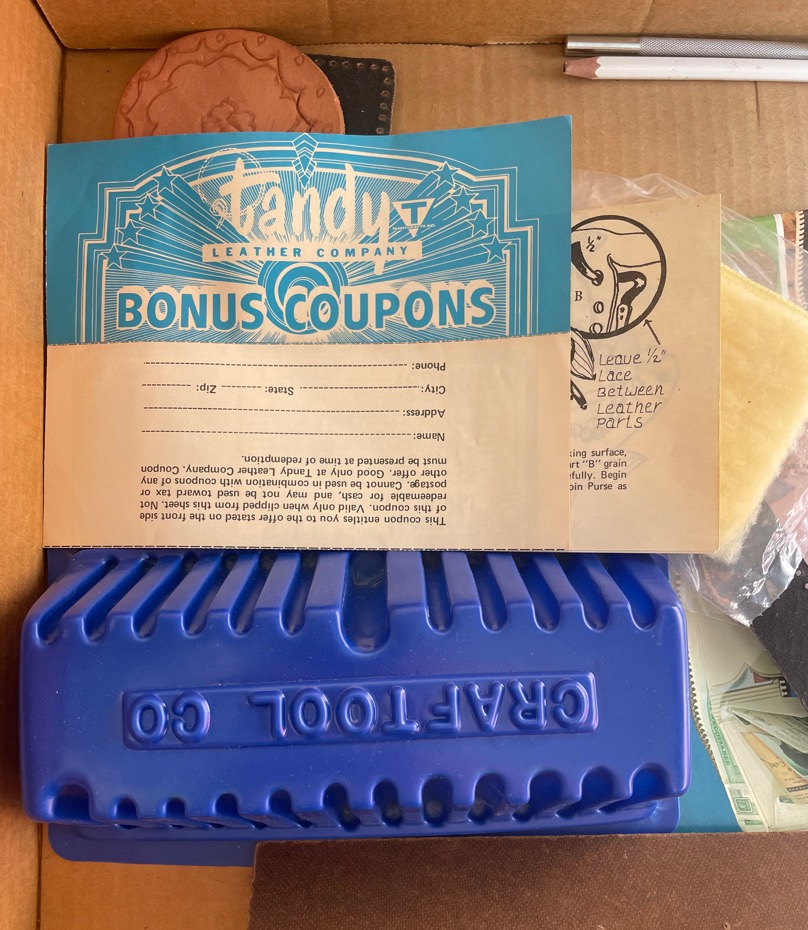 tandy
T
LEATHER COMPANY
BONUS COUPONS
This coupon entitles you to the offer stated on the front side
of this coupon. Valid only when clipped from this sheet. Not
redeemable for cash, and may not be used toward tax or
postage. Cannot be used in combination with coupons of any
other offer. Good only at Tandy Leather Company. Coupon
must be presented at time of redemption.
Name:
Address:
City: State: Zip:
Phone:
½"
B
Leave ½"
Lace
Between
Leather
Parts
king surface,
art "B" grain
efully. Begin
oin Purse as
CRAFTOOL CO